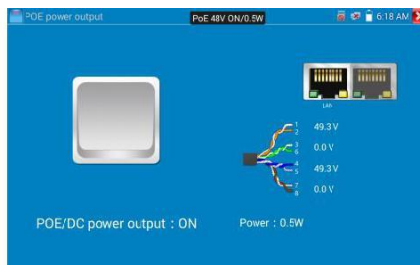 POE power output
PoE 48V ON/0.5W
6:18 AM
LAN
1
2
49.3 V
3
6
0.0 V
4
5
49.3 V
7
8
0.0 V
POE/DC power output : ON
Power : 0.5W